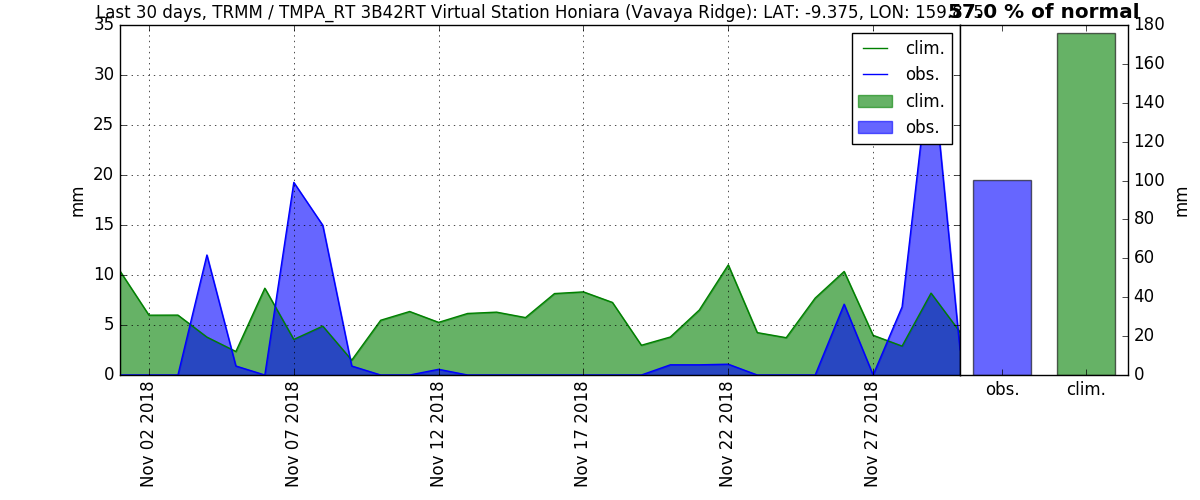 Last 30 days, TRMM / TMPA_RT 3B42RT Virtual Station Honiara (Vavaya Ridge): LAT: -9.375, LON:
57.0 % of normal
35
30
25
20
15
10
5
0
mm
clim.
obs.
clim.
obs.
180
160
140
120
100
80
60
40
20
0
mm
obs.
clim.
Nov 02 2018
Nov 07 2018
Nov 12 2018
Nov 17 2018
Nov 22 2018
Nov 27 2018